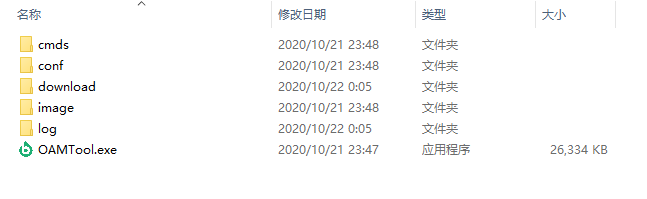 名称 修改日期 类型 大小
cmds 2020/10/21 23:48 文件夹
conf 2020/10/21 23:48 文件夹
download 2020/10/22 0:05 文件夹
image 2020/10/21 23:48 文件夹
log 2020/10/22 0:05 文件夹
OAMTool.exe 2020/10/21 23:47 应用程序 26,334 KB